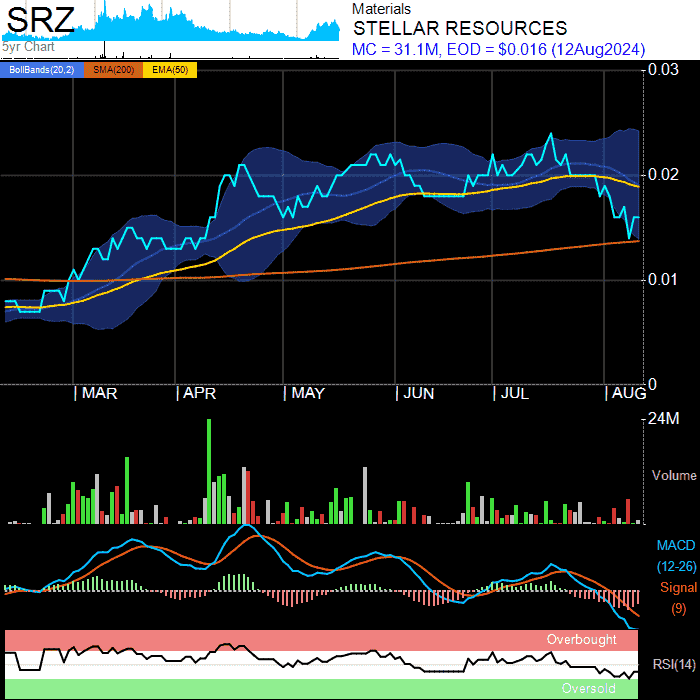 SRZ
5yr Chart
Materials
STELLAR RESOURCES
MC = 31.1M, EOD = $0.016 (12Aug2024)
BollBands(20,2) SMA(200) EMA(50)
0.03
0.02
0.01
0
MAR APR MAY JUN JUL AUG
24M
Volume
MACD
(12-26)
Signal
(9)
Overbought
RSI(14)
Oversold